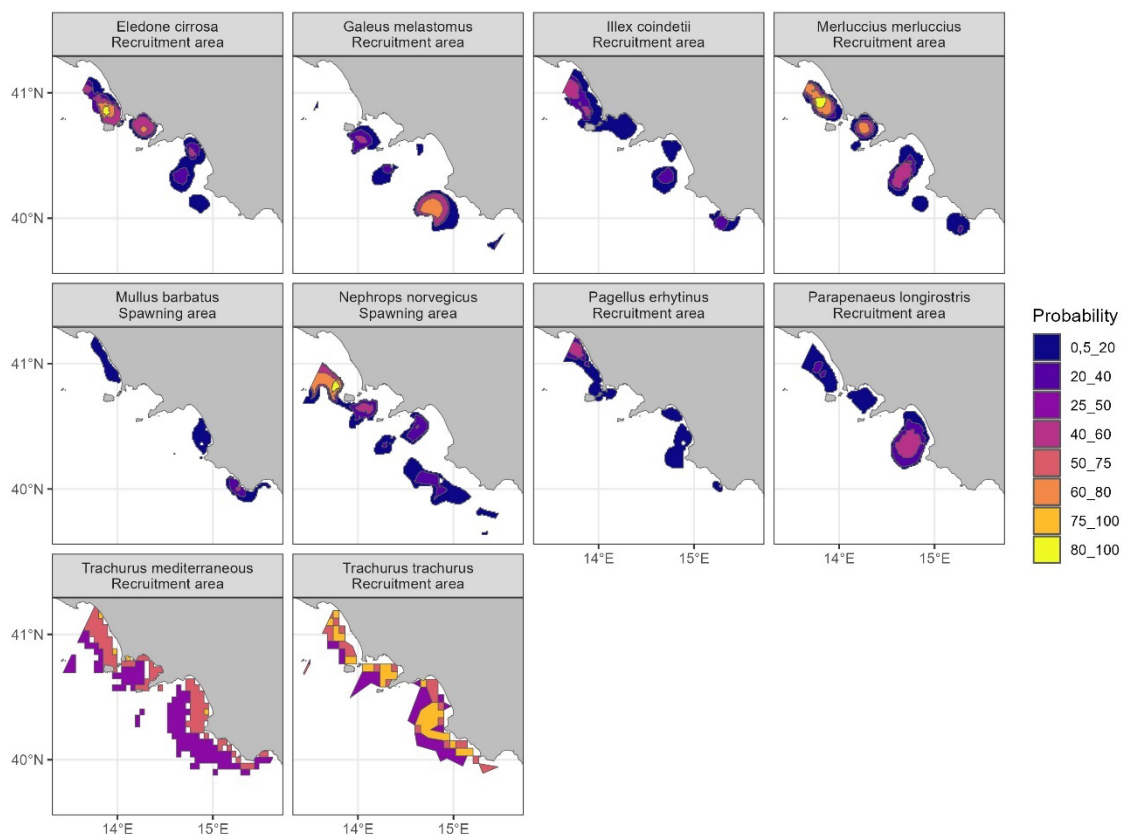 Eledone cirrosa
Recruitment area
Galeus melastomus
Recruitment area
Illex coindetii
Recruitment area
Merluccius merluccius
Recruitment area
41°N
40°N
Mullus barbatus
Spawning area
Nephrops norvegicus
Spawning area
Pagellus erhytinus
Recruitment area
Parapenaeus longirostris
Recruitment area
41°N
40°N
14°E
15°E
14°E
15°E
Trachurus mediterraneous
Recruitment area
Trachurus trachurus
Recruitment area
41°N
40°N
14°E
15°E
14°E
15°E
Probability
0,5_20
20_40
25_50
40_60
50_75
60_80
75_100
80_100